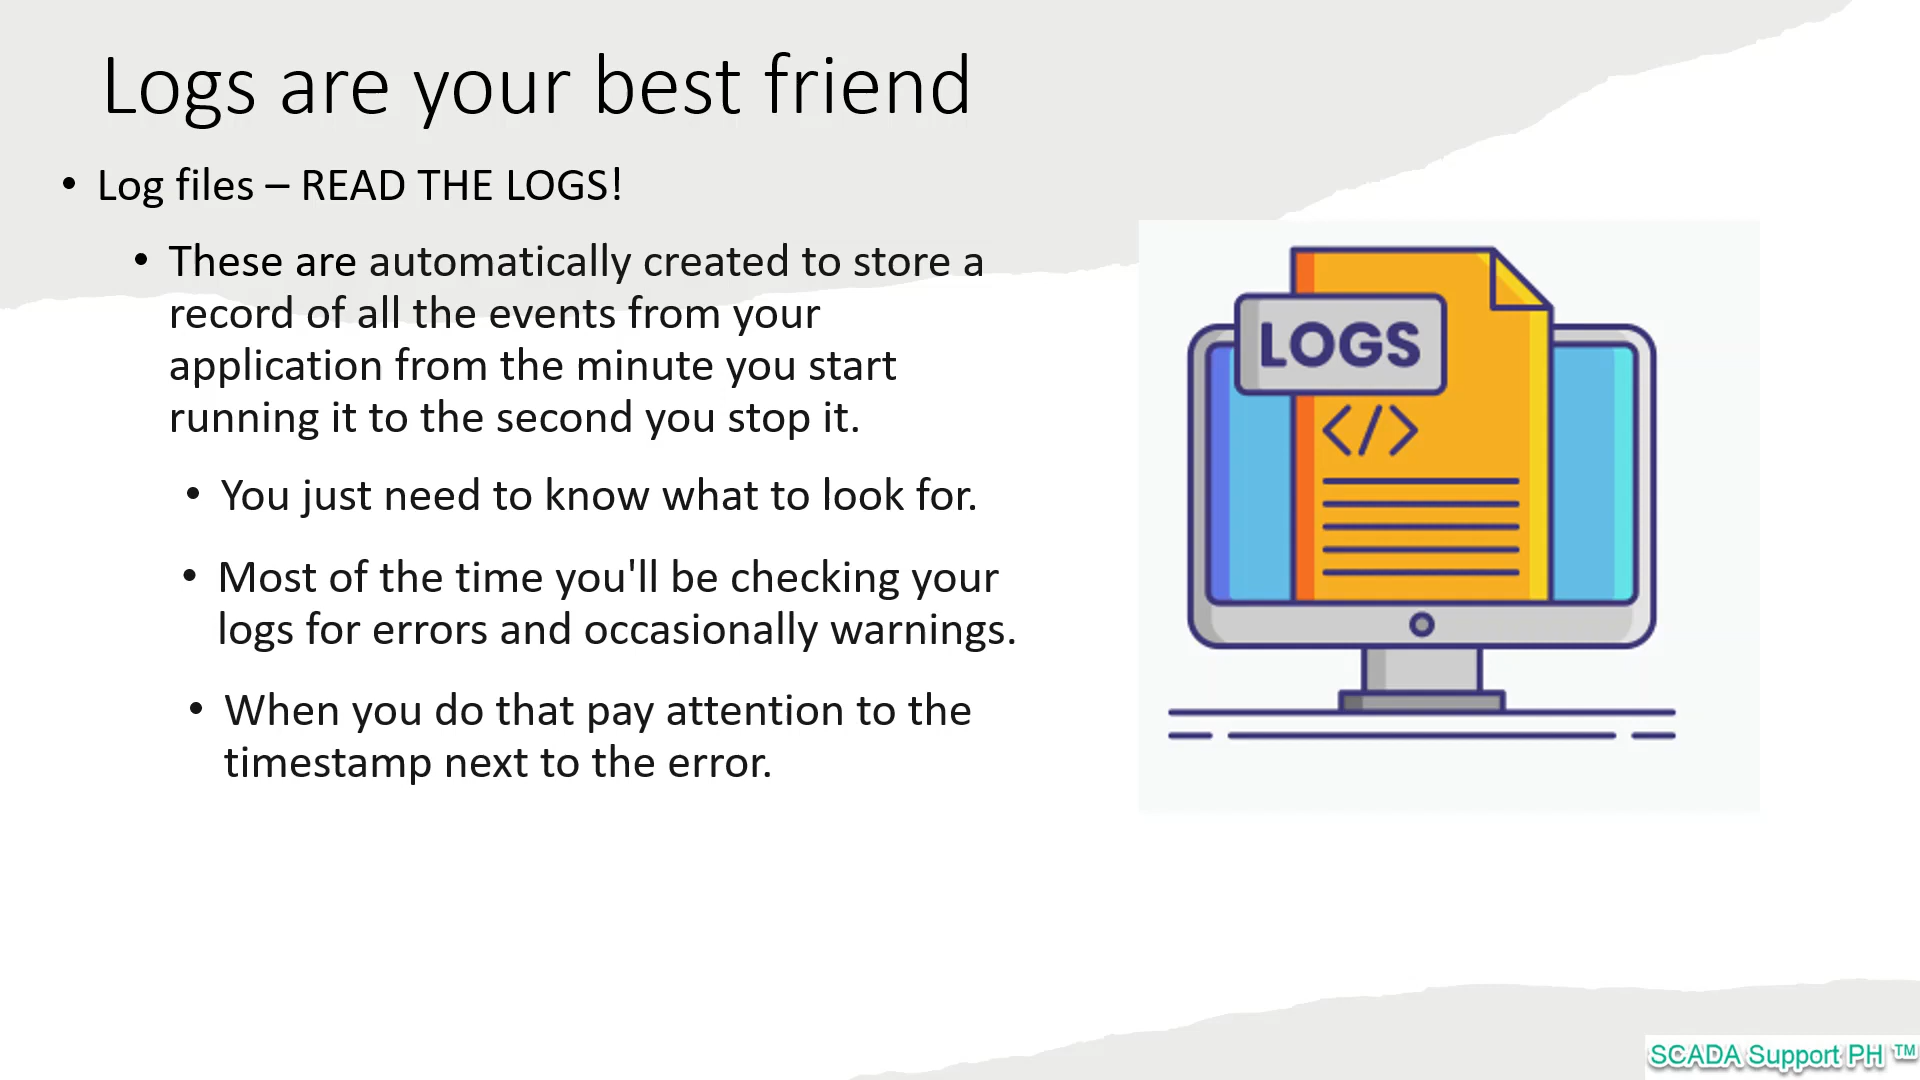 Logs are your best friend
• Log files – READ THE LOGS!
• These are automatically created to store a
record of all the events from your
application from the minute you start
running it to the second you stop it.
• You just need to know what to look for.
• Most of the time you'll be checking your
logs for errors and occasionally warnings.
• When you do that pay attention to the
timestamp next to the error.
LOGS
</>
SCADA Support PH ™